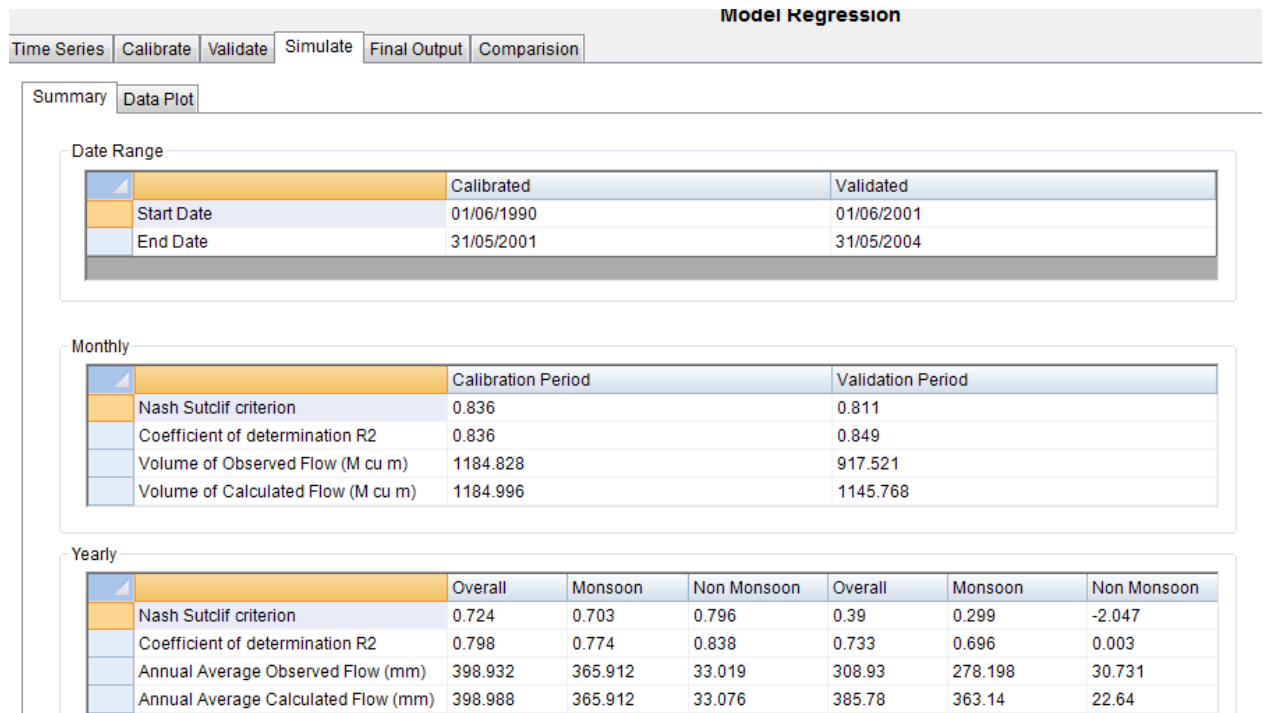 Model Regression
Time Series Calibrate Validate Simulate Final Output Comparision
Summary Data Plot
Date Range
Calibrated Validated
Start Date 01/06/1990 01/06/2001
End Date 31/05/2001 31/05/2004
Monthly
Calibration Period Validation Period
Nash Sutclif criterion 0.836 0.811
Coefficient of determination R2 0.836 0.849
Volume of Observed Flow (M cu m) 1184.828 917.521
Volume of Calculated Flow (M cu m) 1184.996 1145.768
Yearly
Overall Monsoon Non Monsoon Overall Monsoon Non Monsoon
Nash Sutclif criterion 0.724 0.703 0.796 0.39 0.299 -2.047
Coefficient of determination R2 0.798 0.774 0.838 0.733 0.696 0.003
Annual Average Observed Flow (mm) 398.932 365.912 33.019 308.93 278.198 30.731
Annual Average Calculated Flow (mm) 398.988 365.912 33.076 385.78 363.14 22.64